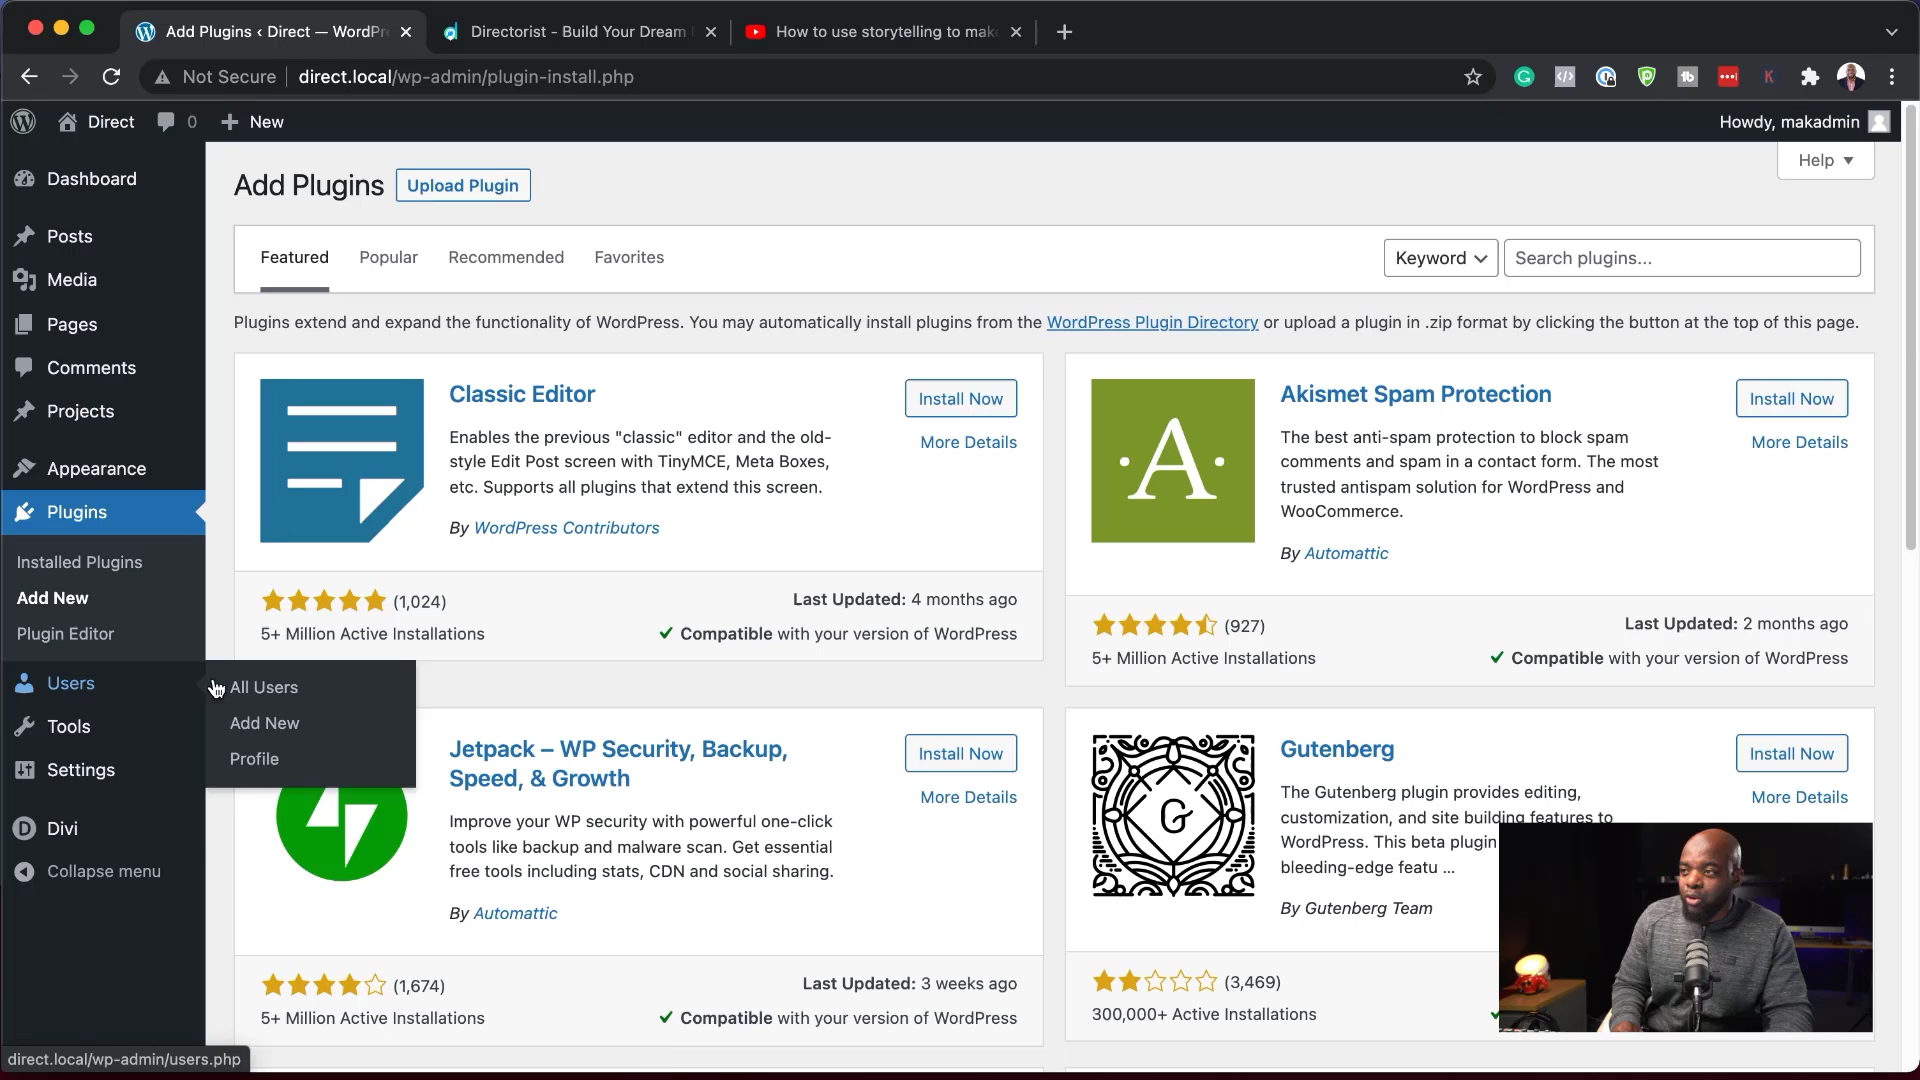 Add Plugins ‹ Direct — WordPr
Directorist - Build Your Dream
How to use storytelling to mak
Not Secure
direct.local/wp-admin/plugin-install.php
Direct
0
New
Howdy, makadmin
Dashboard
Posts
Media
Pages
Comments
Projects
Appearance
Plugins
Installed Plugins
Add New
Plugin Editor
Users
Tools
Settings
Divi
Collapse menu
All Users
Add New
Profile
Help
Add Plugins
Upload Plugin
Featured
Popular
Recommended
Favorites
Keyword
Search plugins...
Plugins extend and expand the functionality of WordPress. You may automatically install plugins from the WordPress Plugin Directory or upload a plugin in .zip format by clicking the button at the top of this page.
Classic Editor
Install Now
More Details
Enables the previous "classic" editor and the old-
style Edit Post screen with TinyMCE, Meta Boxes,
etc. Supports all plugins that extend this screen.
By WordPress Contributors
(1,024)
5+ Million Active Installations
Last Updated: 4 months ago
Compatible with your version of WordPress
A
Akismet Spam Protection
Install Now
More Details
The best anti-spam protection to block spam
comments and spam in a contact form. The most
trusted antispam solution for WordPress and
WooCommerce.
By Automattic
(927)
5+ Million Active Installations
Last Updated: 2 months ago
Compatible with your version of WordPress
Jetpack – WP Security, Backup,
Speed, & Growth
Install Now
More Details
Improve your WP security with powerful one-click
tools like backup and malware scan. Get essential
free tools including stats, CDN and social sharing.
By Automattic
(1,674)
5+ Million Active Installations
Last Updated: 3 weeks ago
Compatible with your version of WordPress
G
Gutenberg
Install Now
More Details
The Gutenberg plugin provides editing,
customization, and site building features to
WordPress. This beta plugin
bleeding-edge featu ...
By Gutenberg Team
(3,469)
300,000+ Active Installations
direct.local/wp-admin/users.php